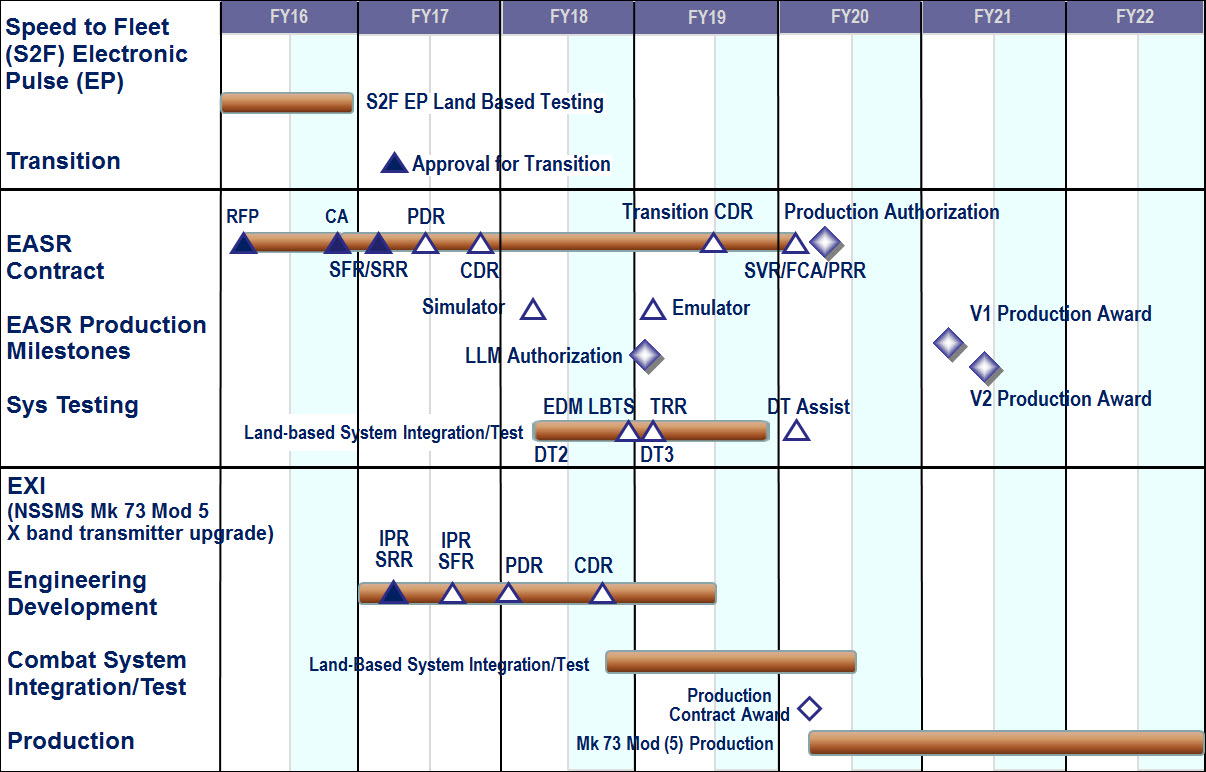 FY16 FY17 FY18 FY19 FY20 FY21 FY22
Speed to Fleet
(S2F) Electronic
Pulse (EP)
S2F EP Land Based Testing
Transition
Approval for Transition
RFP CA PDR Transition CDR Production Authorization
EASR
Contract
SFR/SRR CDR SVR/FCA/PRR
Simulator Emulator
V1 Production Award
EASR Production
Milestones
LLM Authorization
V2 Production Award
Sys Testing
EDM LBTS TRR DT Assist
Land-based System Integration/Test
DT2 DT3
EXI
(NSSMS Mk 73 Mod 5
X band transmitter upgrade)
IPR
SRR
IPR
SFR
PDR CDR
Engineering
Development
Combat System
Integration/Test
Land-Based System Integration/Test
Production
Contract Award
Production
Mk 73 Mod (5) Production